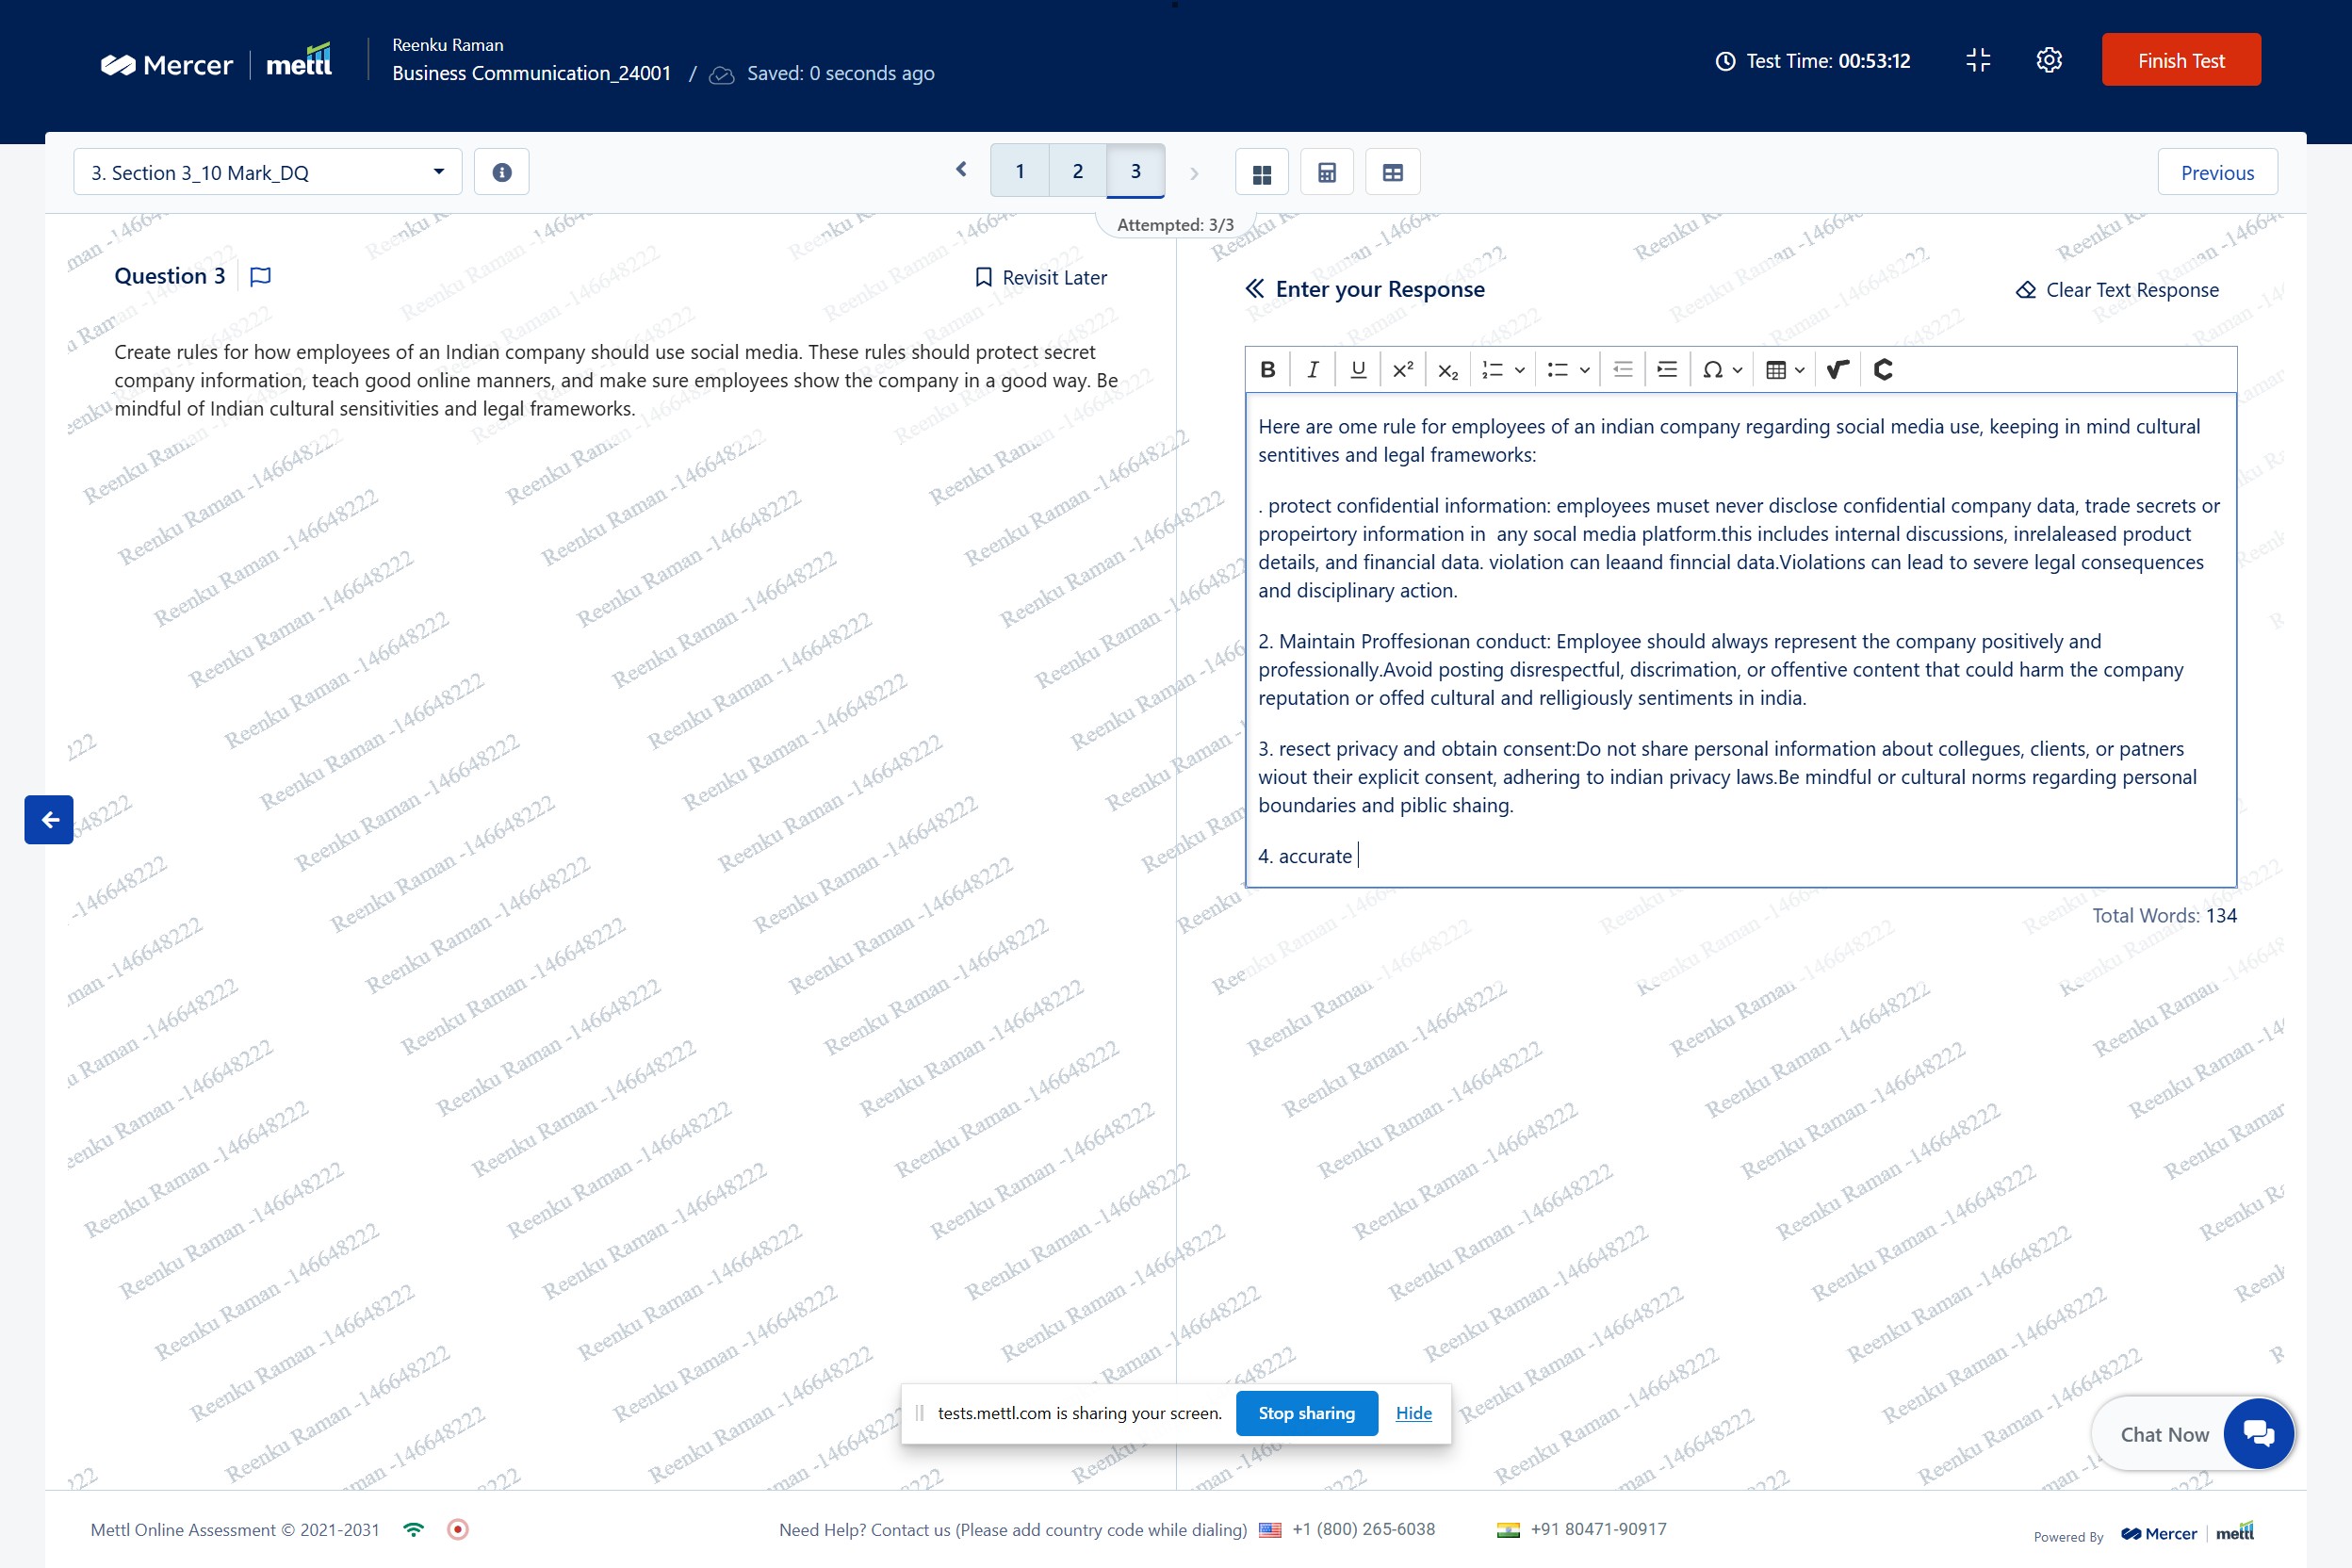 Mercer | mettl
Reenku Raman
Business Communication_24001 / Saved: 0 seconds ago
Test Time: 00:53:12
Finish Test
3. Section 3_10 Mark_DQ
1 2 3
Previous
Attempted: 3/3
Question 3
Revisit Later
Create rules for how employees of an Indian company should use social media. These rules should protect secret
company information, teach good online manners, and make sure employees show the company in a good way. Be
mindful of Indian cultural sensitivities and legal frameworks.
Enter your Response
Clear Text Response
B I U x² x₂ Ω
Here are ome rule for employees of an indian company regarding social media use, keeping in mind cultural
sentitives and legal frameworks:
. protect confidential information: employees muset never disclose confidential company data, trade secrets or
propeirtory information in  any socal media platform.this includes internal discussions, inrelaleased product
details, and financial data. violation can leaand finncial data.Violations can lead to severe legal consequences
and disciplinary action.
2. Maintain Proffesionan conduct: Employee should always represent the company positively and
professionally.Avoid posting disrespectful, discrimation, or offentive content that could harm the company
reputation or offed cultural and relligiously sentiments in india.
3. resect privacy and obtain consent:Do not share personal information about collegues, clients, or patners
wiout their explicit consent, adhering to indian privacy laws.Be mindful or cultural norms regarding personal
boundaries and piblic shaing.
4. accurate
Total Words: 134
Reenku Raman -146648222
tests.mettl.com is sharing your screen.
Stop sharing
Hide
Chat Now
Mettl Online Assessment © 2021-2031
Need Help? Contact us (Please add country code while dialing) +1 (800) 265-6038 +91 80471-90917
Powered By Mercer | mettl